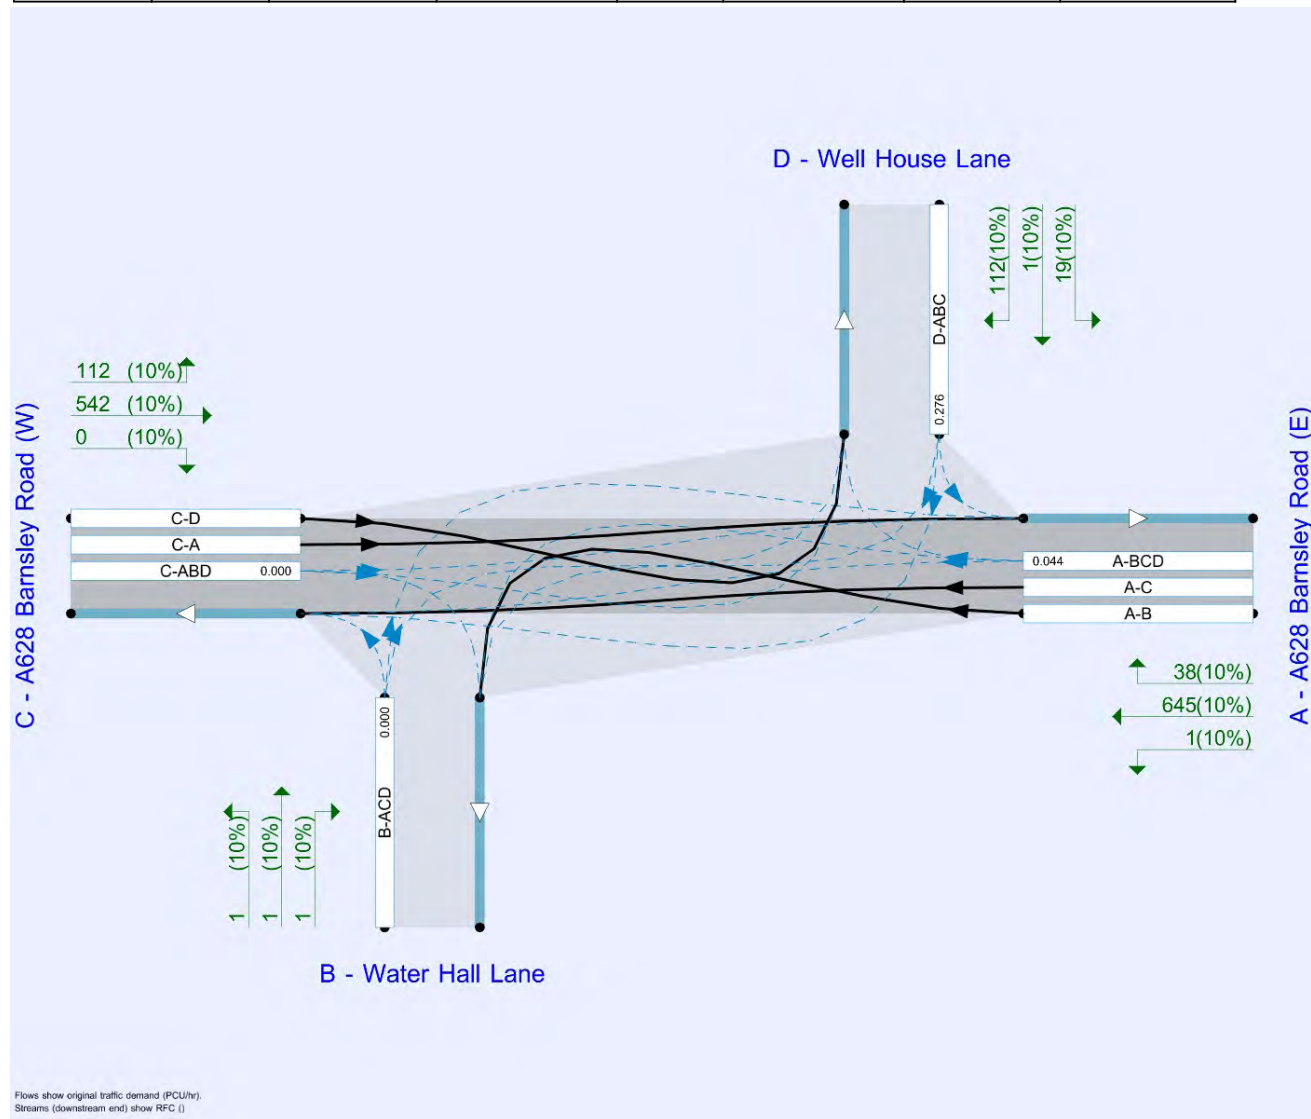 D - Well House Lane
112(10%)
1(10%)
19(10%)
D-ABC
0.276
112 (10%)
542 (10%)
0 (10%)
C - A628 Barnsley Road (W)
A - A628 Barnsley Road (E)
C-D
C-A
C-ABD 0.000
0.044 A-BCD
A-C
A-B
38(10%)
645(10%)
1(10%)
0.000
B-ACD
1 (10%)
1 (10%)
1 (10%)
B - Water Hall Lane
Flows show original traffic demand (PCU/hr).
Streams (downstream end) show RFC ()